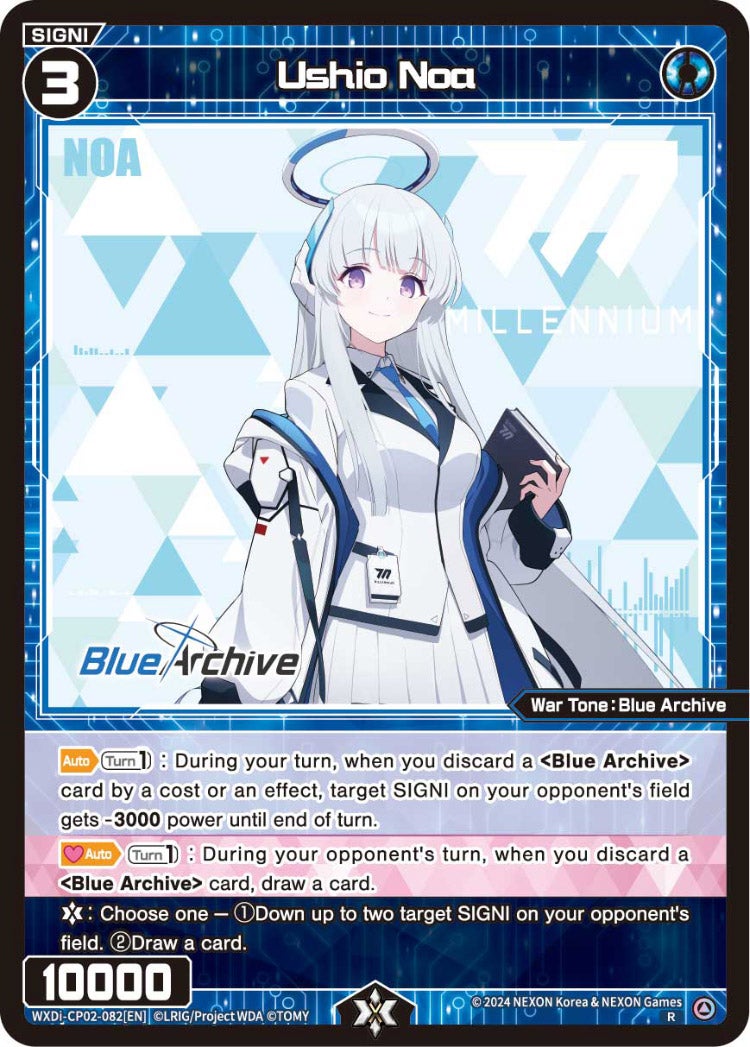 SIGNI
3
Ushio Noa
NOA
MILLENNIUM
Blue Archive
War Tone:Blue Archive
Auto Turn 1 : During your turn, when you discard a <Blue Archive>
card by a cost or an effect, target SIGNI on your opponent's field
gets -3000 power until end of turn.
Auto Turn 1 : During your opponent's turn, when you discard a
<Blue Archive> card, draw a card.
: Choose one – ①Down up to two target SIGNI on your opponent's
field. ②Draw a card.
10000
WXDi-CP02-082[EN] ©LRIG/Project WDA ©TOMY
©2024 NEXON Korea & NEXON Games
R